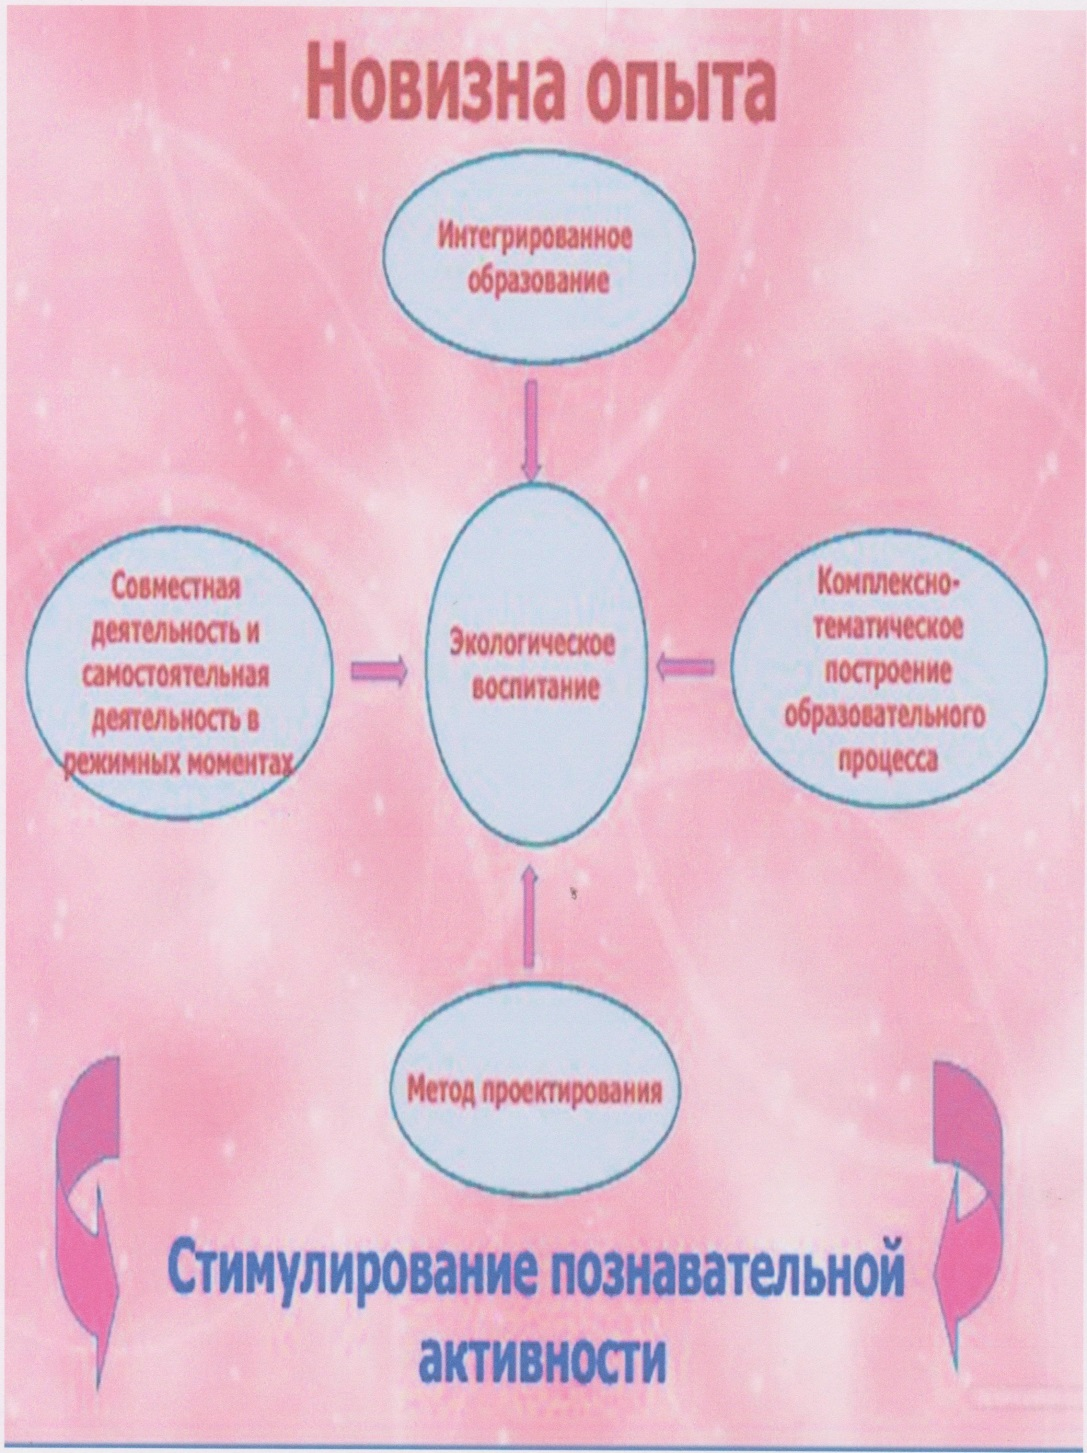 Новизна опыта
Интегрированное
образование
Совместная
деятельность и
самостоятельная
деятельность в
режимных моментах
Экологическое
воспитание
Комплексно-
тематическое
построение
образовательного
процесса
Метод проектирования
Стимулирование познавательной
активности